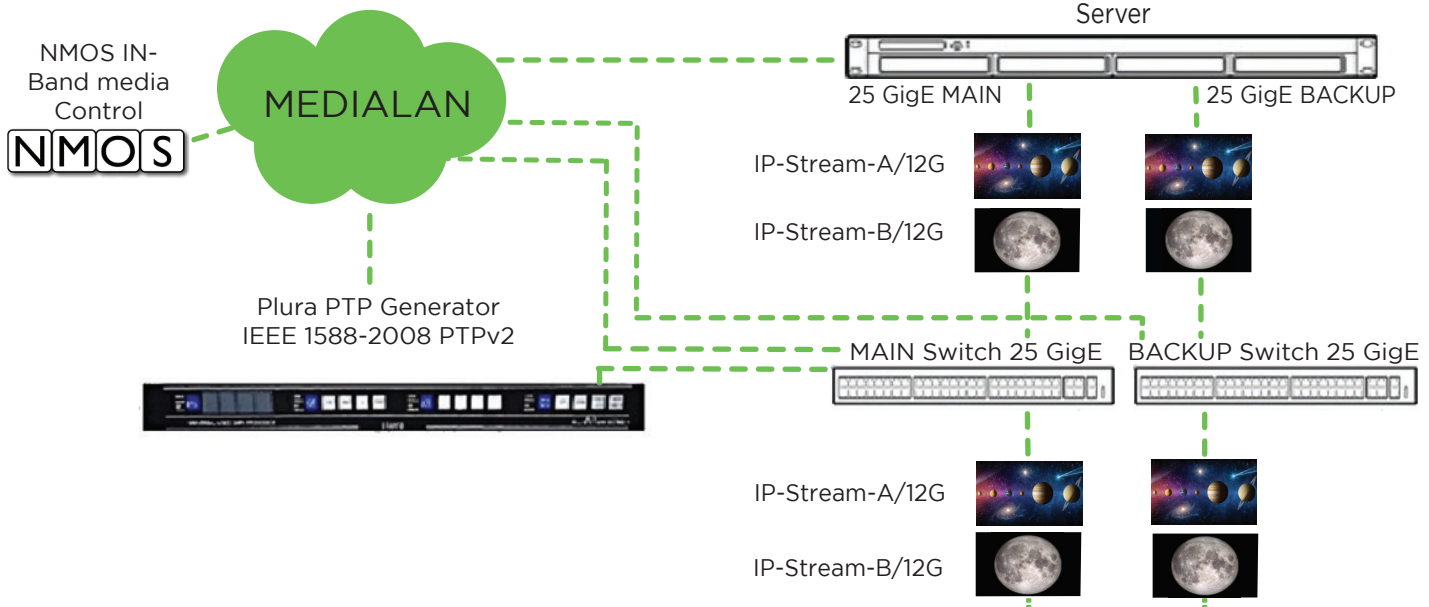 Server
NMOS IN-
Band media
Control
NMOS
MEDIALAN
25 GigE MAIN
25 GigE BACKUP
IP-Stream-A/12G
IP-Stream-B/12G
Plura PTP Generator
IEEE 1588-2008 PTPv2
MAIN Switch 25 GigE
BACKUP Switch 25 GigE
IP-Stream-A/12G
IP-Stream-B/12G